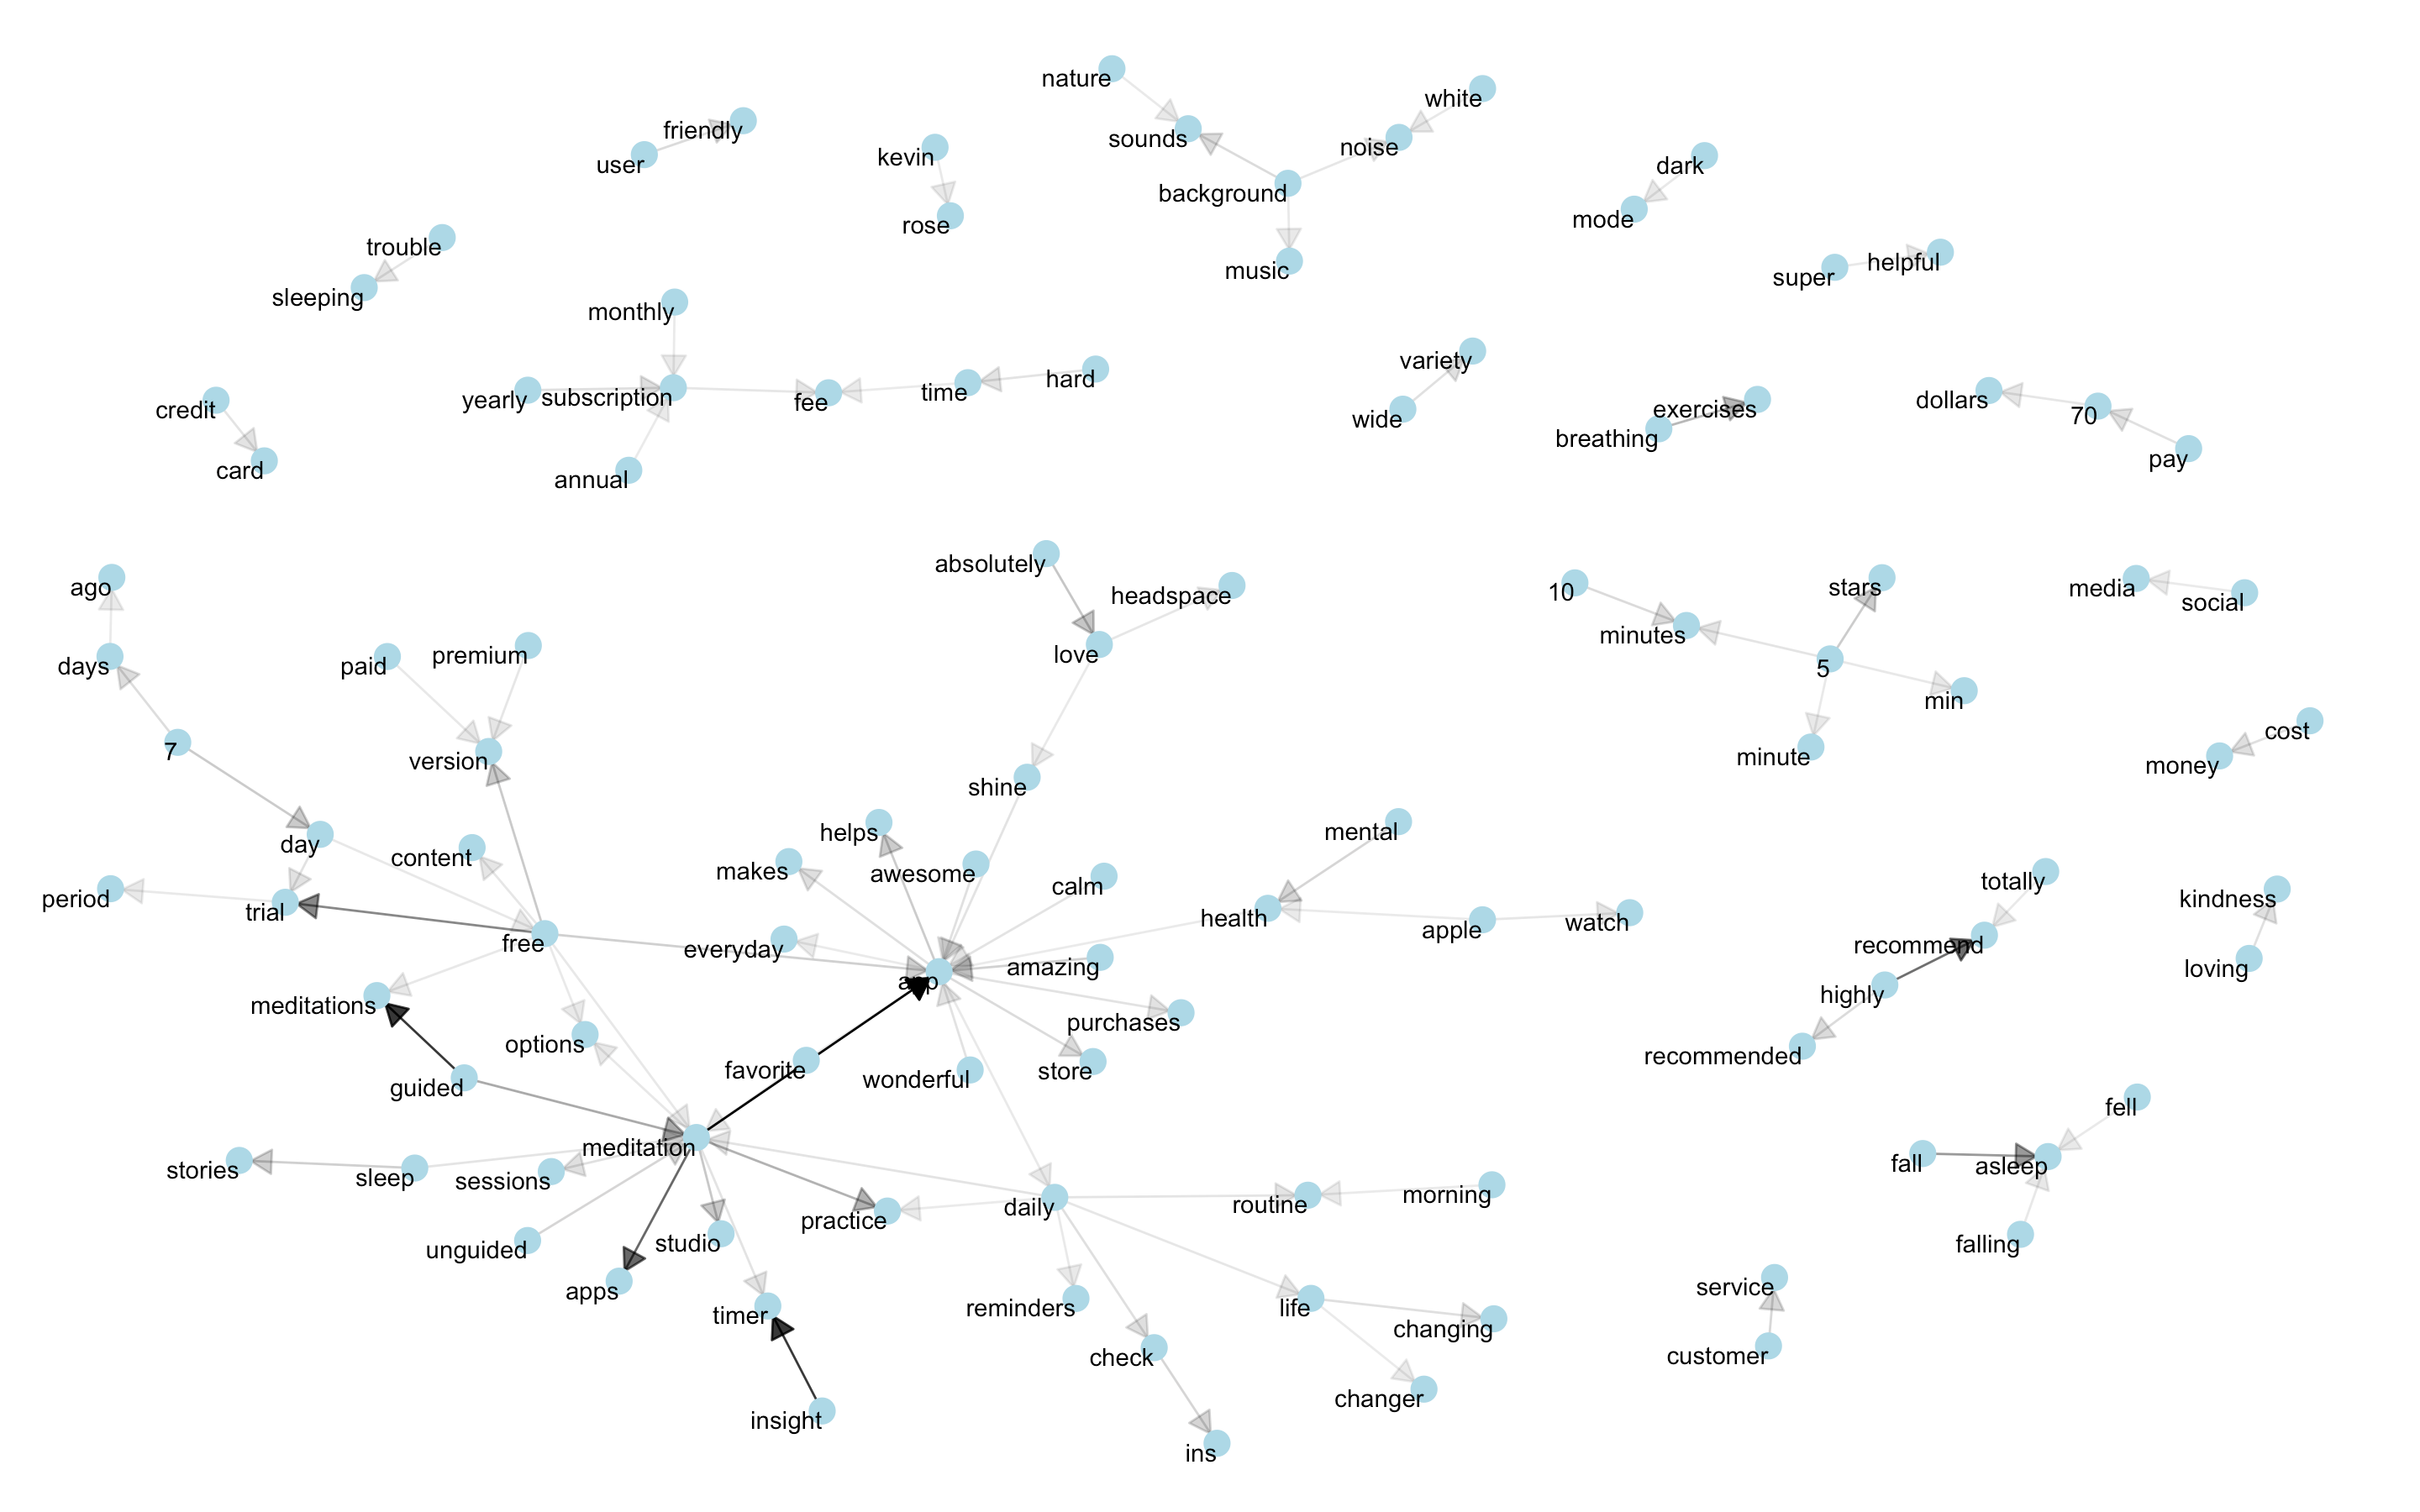 nature
white
friendly
user
sounds
noise
kevin
dark
background
rose
mode
trouble
helpful
music
super
sleeping
monthly
variety
hard
time
yearly
subscription
fee
dollars
credit
exercises
70
wide
breathing
card
pay
annual
absolutely
ago
headspace
10
stars
media
social
minutes
premium
love
paid
days
5
min
cost
7
version
minute
money
shine
helps
mental
day
content
makes
awesome
totally
calm
period
kindness
trial
health
watch
apple
free
everyday
recommend
amazing
loving
app
highly
meditations
purchases
options
recommended
favorite
store
wonderful
guided
fell
meditation
fall
asleep
stories
sleep
sessions
morning
routine
daily
practice
studio
falling
unguided
apps
service
reminders
life
timer
changing
customer
check
changer
insight
ins